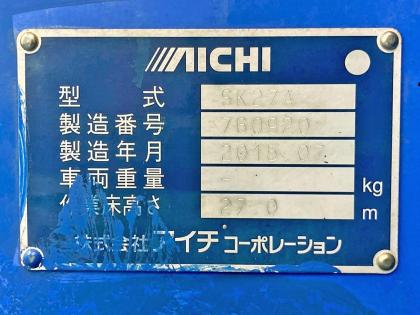 AICHI
型式 SK27A
製造番号 760920
製造年月 2015.07
車両重量 - kg
作業床高さ 27.0 m
株式会社アイチコーポレーション